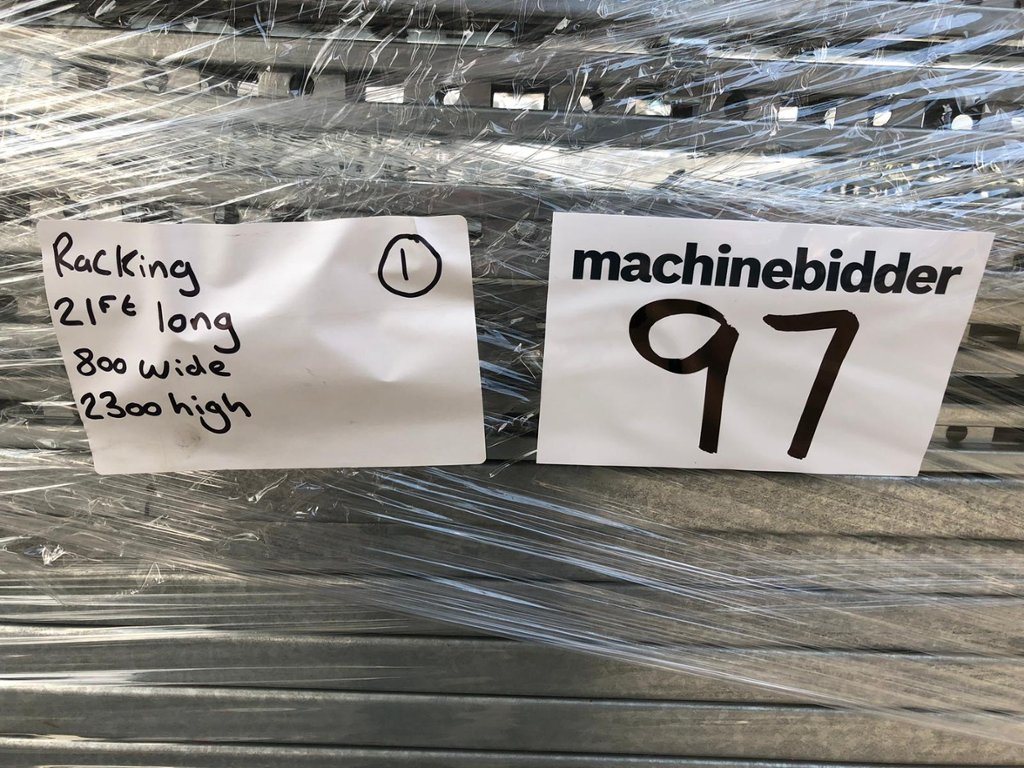 Racking
1
21Ft long
800 wide
2300 high
machinebidder
97